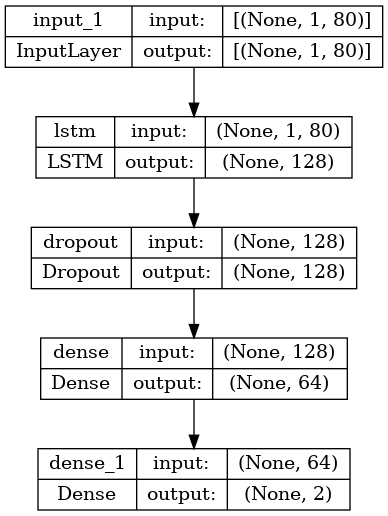 input_1 input: [(None, 1, 80)]
InputLayer output: [(None, 1, 80)]
lstm input: (None, 1, 80)
LSTM output: (None, 128)
dropout input: (None, 128)
Dropout output: (None, 128)
dense input: (None, 128)
Dense output: (None, 64)
dense_1 input: (None, 64)
Dense output: (None, 2)